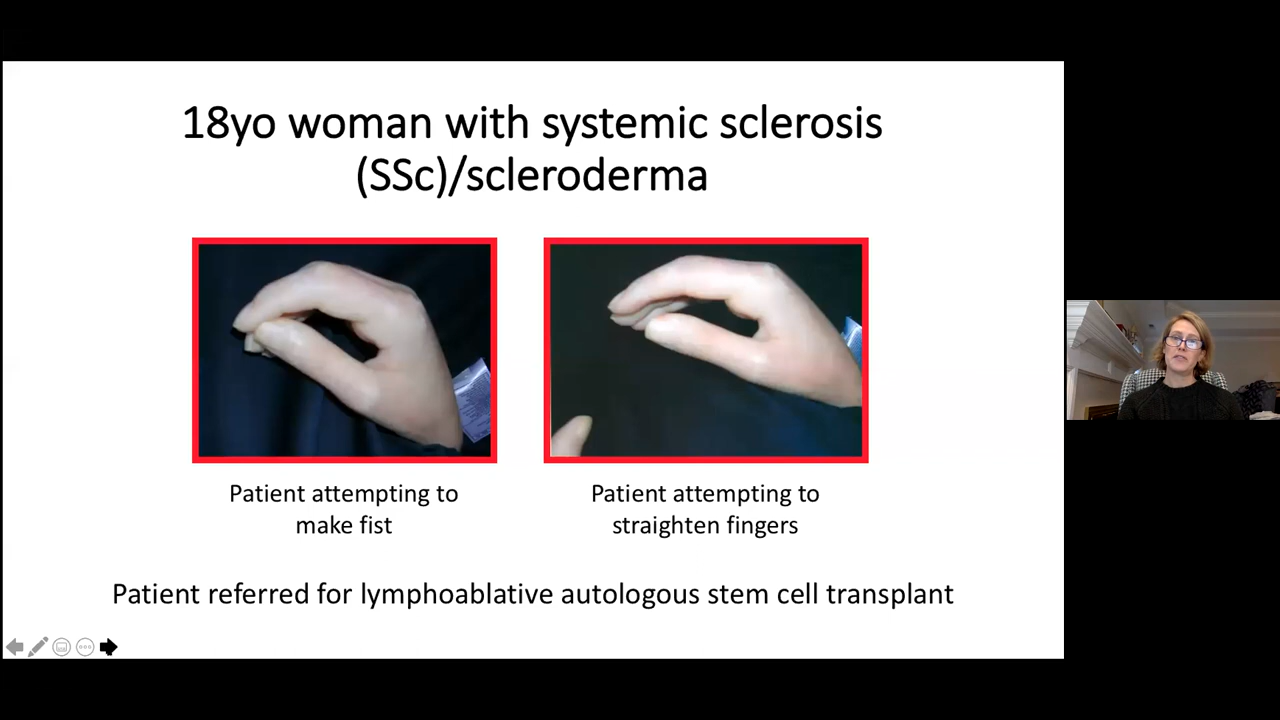 18yo woman with systemic sclerosis
(SSc)/scleroderma
Patient attempting to
make fist
Patient attempting to
straighten fingers
Patient referred for lymphoablative autologous stem cell transplant